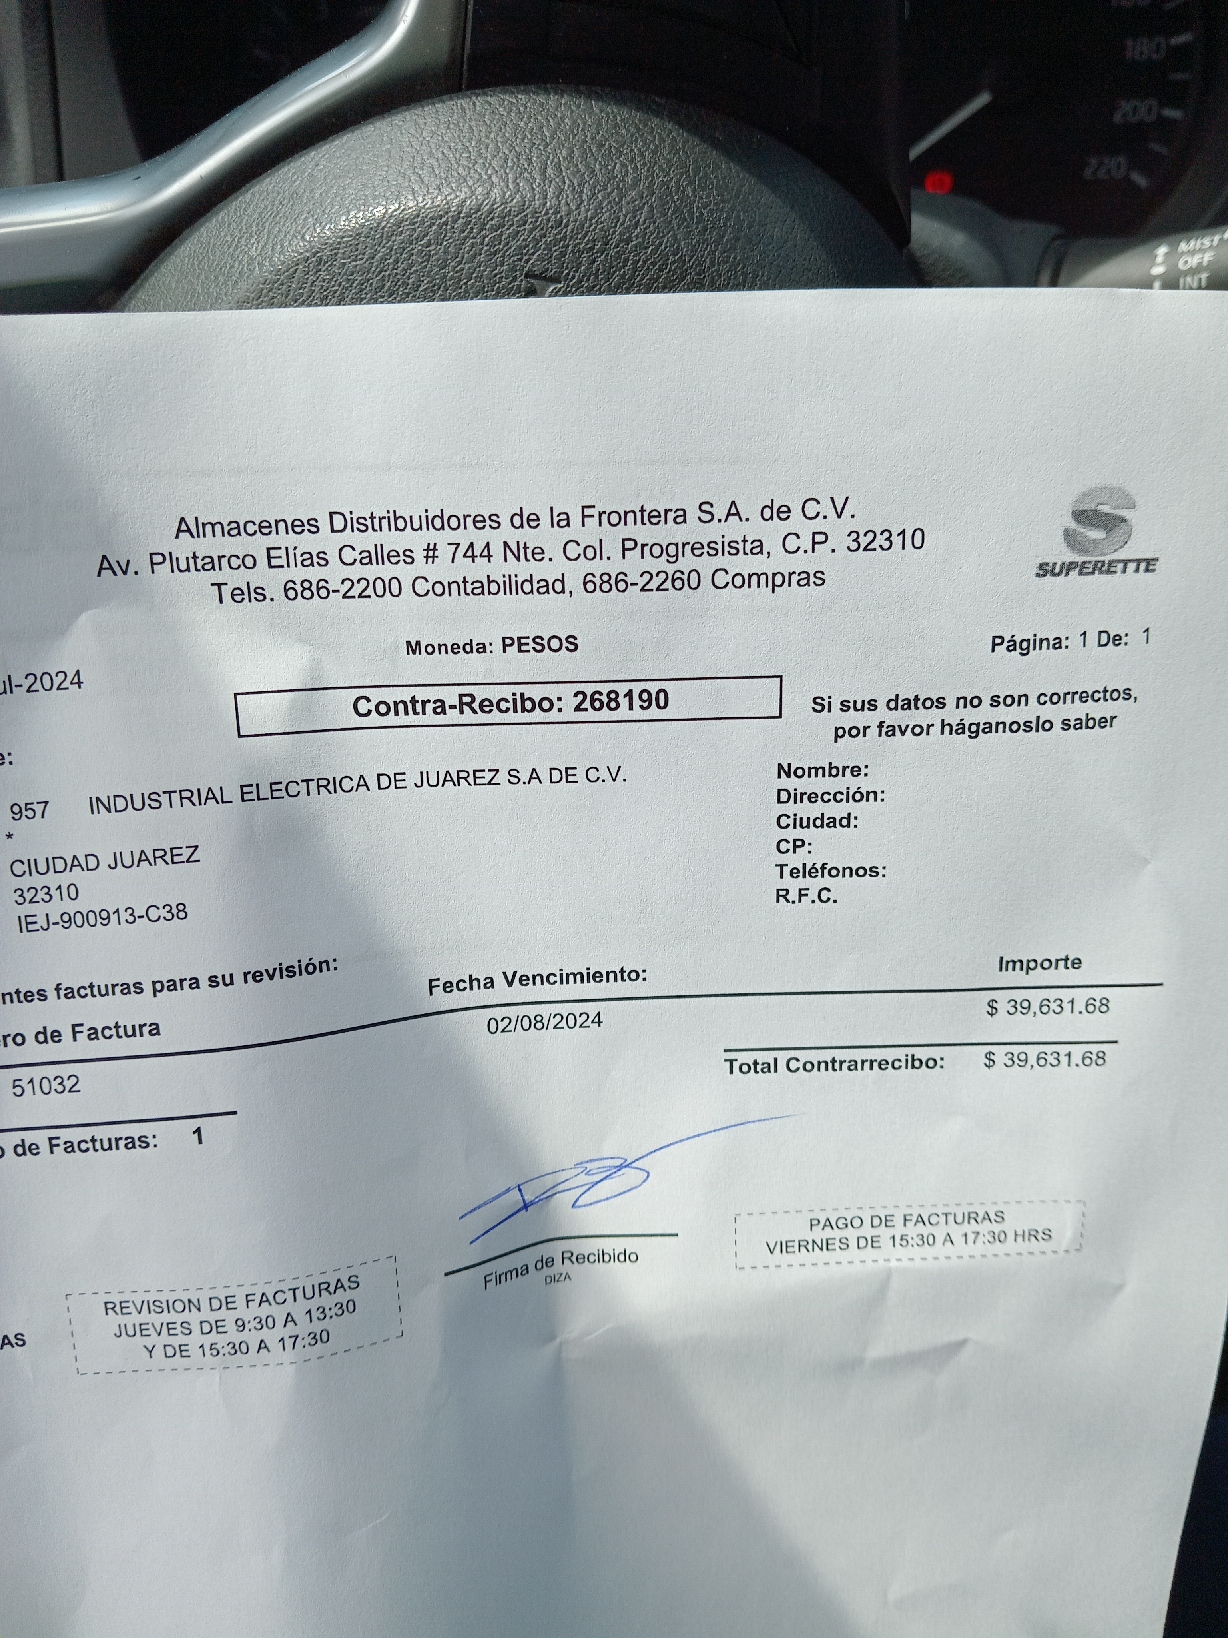 180
200
220
MIST
OFF
INT
Almacenes Distribuidores de la Frontera S.A. de C.V.
Av. Plutarco Elías Calles # 744 Nte. Col. Progresista, C.P. 32310
Tels. 686-2200 Contabilidad, 686-2260 Compras
SUPERETTE
Moneda: PESOS
Página: 1 De: 1
ul-2024
Contra-Recibo: 268190
Si sus datos no son correctos,
por favor háganoslo saber
e:
957 INDUSTRIAL ELECTRICA DE JUAREZ S.A DE C.V.
*
CIUDAD JUAREZ
32310
IEJ-900913-C38
Nombre:
Dirección:
Ciudad:
CP:
Teléfonos:
R.F.C.
ntes facturas para su revisión:
ro de Factura Fecha Vencimiento: Importe
51032 02/08/2024 $ 39,631.68
Total Contrarrecibo: $ 39,631.68
o de Facturas: 1
Firma de Recibido
DIZA
PAGO DE FACTURAS
VIERNES DE 15:30 A 17:30 HRS
AS
REVISION DE FACTURAS
JUEVES DE 9:30 A 13:30
Y DE 15:30 A 17:30